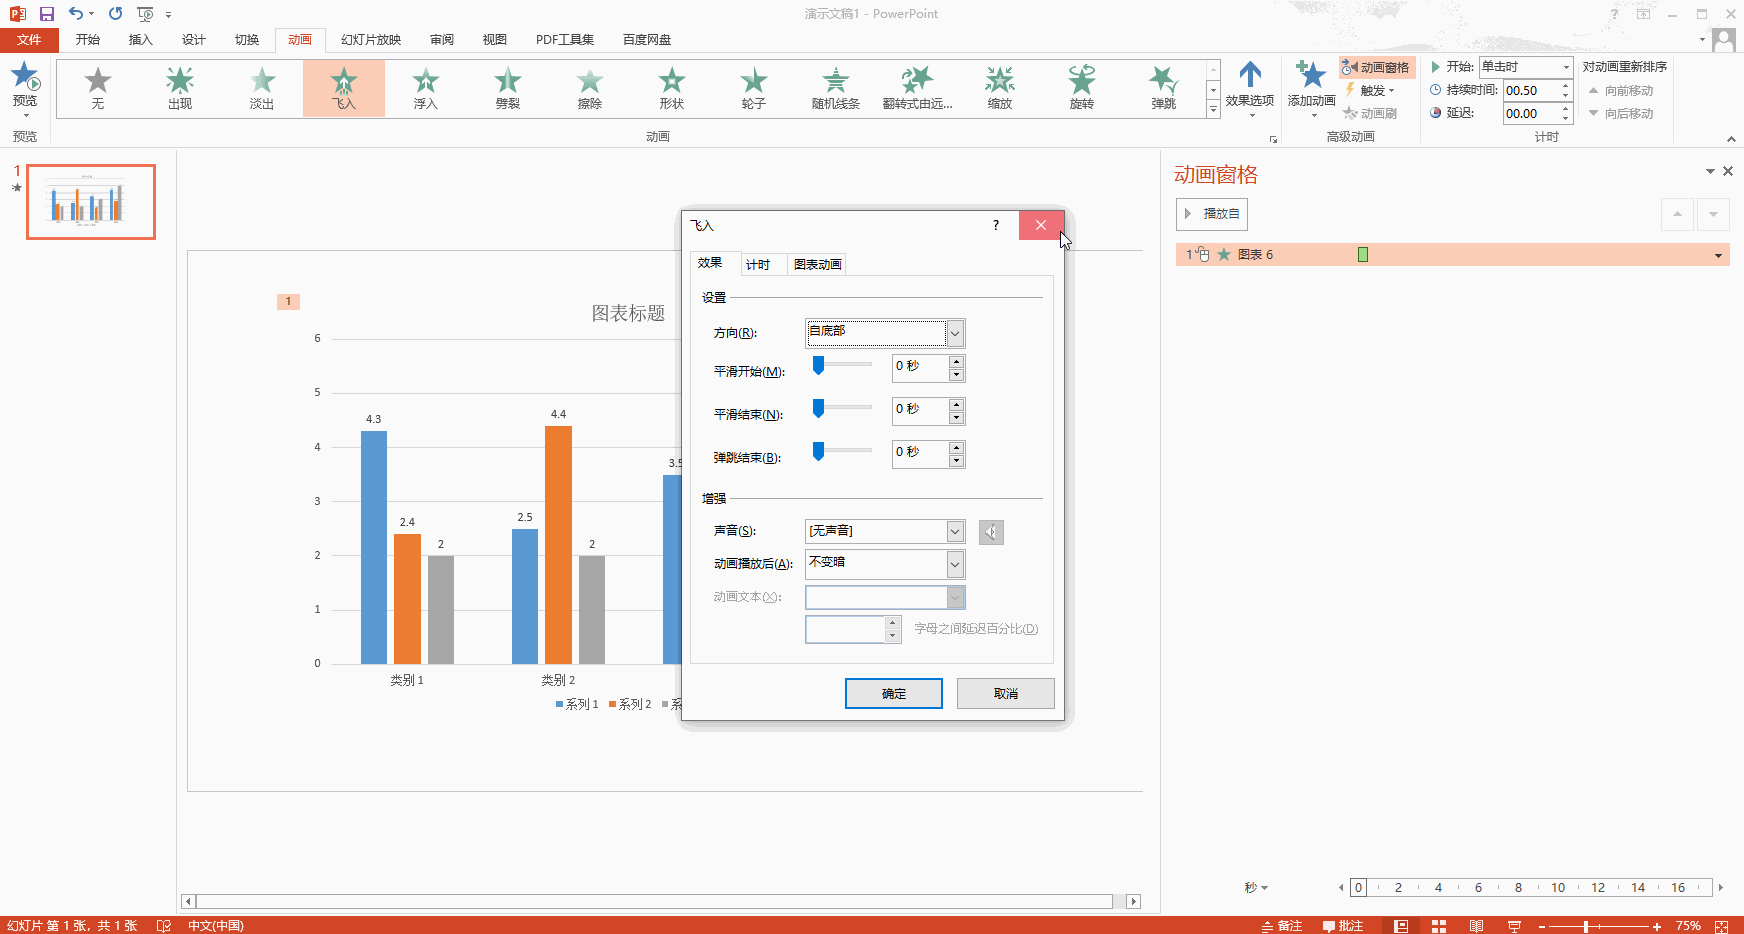 演示文稿1 - PowerPoint
?
文件 开始 插入 设计 切换 动画 幻灯片放映 审阅 视图 PDF工具集 百度网盘
预览
无 出现 淡出 飞入 浮入 劈裂 擦除 形状 轮子 随机线条 翻转式由远... 缩放 旋转 弹跳
效果选项
添加动画
动画窗格
触发
动画刷
开始: 单击时
持续时间: 00.50
延迟: 00.00
对动画重新排序
向前移动
向后移动
预览 动画 高级动画 计时
1
动画窗格
播放自
1 图表 6
1
图表标题
6
5
4
3
2
1
0
4.3
2.4
2
2.5
4.4
2
3.5
类别 1 类别 2
系列 1 系列 2 系
飞入 ?
效果 计时 图表动画
设置
方向(R): 自底部
平滑开始(M): 0 秒
平滑结束(N): 0 秒
弹跳结束(B): 0 秒
增强
声音(S): [无声音]
动画播放后(A): 不变暗
动画文本(X):
字母之间延迟百分比(D)
确定 取消
秒 0 2 4 6 8 10 12 14 16
幻灯片 第 1 张，共 1 张 中文(中国) 备注 批注 75%